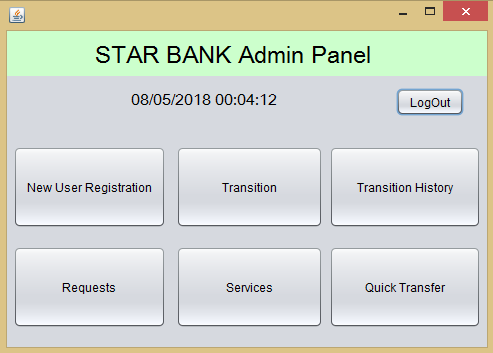 STAR BANK Admin Panel
08/05/2018 00:04:12
LogOut
New User Registration
Transition
Transition History
Requests
Services
Quick Transfer